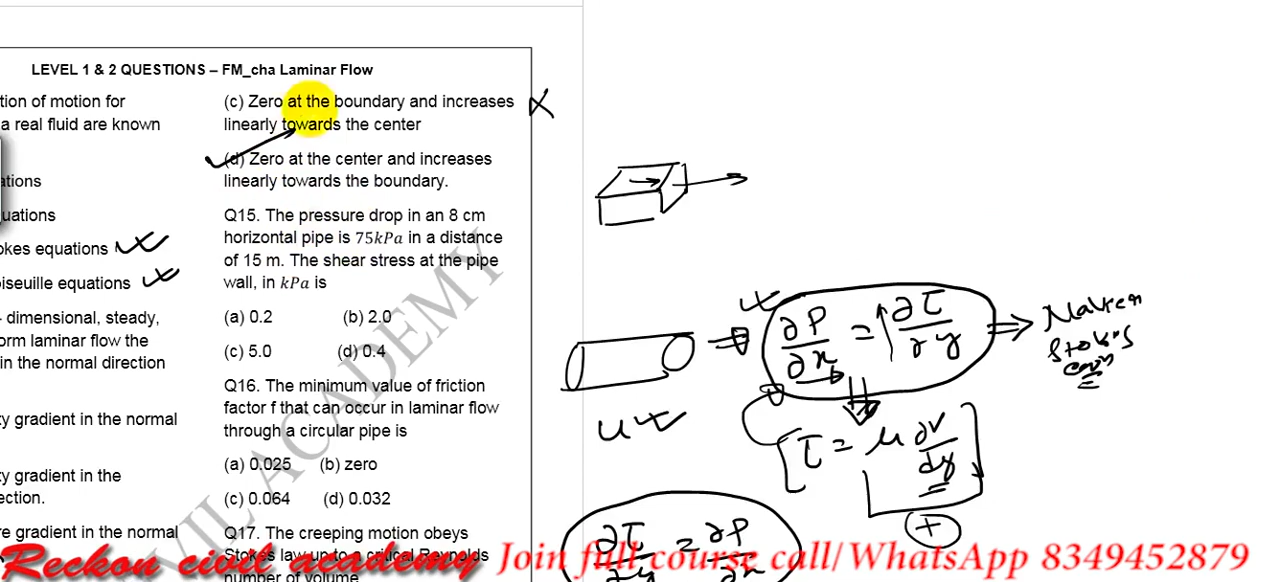 LEVEL 1 & 2 QUESTIONS – FM_cha Laminar Flow
tion of motion for
a real fluid are known
ations
quations
okes equations
oiseuille equations
- dimensional, steady,
orm laminar flow the
in the normal direction
ty gradient in the normal
ty gradient in the
ection.
re gradient in the normal
(c) Zero at the boundary and increases
linearly towards the center
(d) Zero at the center and increases
linearly towards the boundary.
Q15. The pressure drop in an 8 cm
horizontal pipe is 75kPa in a distance
of 15 m. The shear stress at the pipe
wall, in kPa is
(a) 0.2 (b) 2.0
(c) 5.0 (d) 0.4
Q16. The minimum value of friction
factor f that can occur in laminar flow
through a circular pipe is
(a) 0.025 (b) zero
(c) 0.064 (d) 0.032
Q17. The creeping motion obeys
Stokes law up to a critical Reynolds
number of volume
CIVIL ACADEMY
∂P/∂x = ∂τ/∂y
τ = μ ∂v/∂y
(+)
∂τ/∂y = ∂P/∂x
Reckon civil academy Join full course call/WhatsApp 8349452879